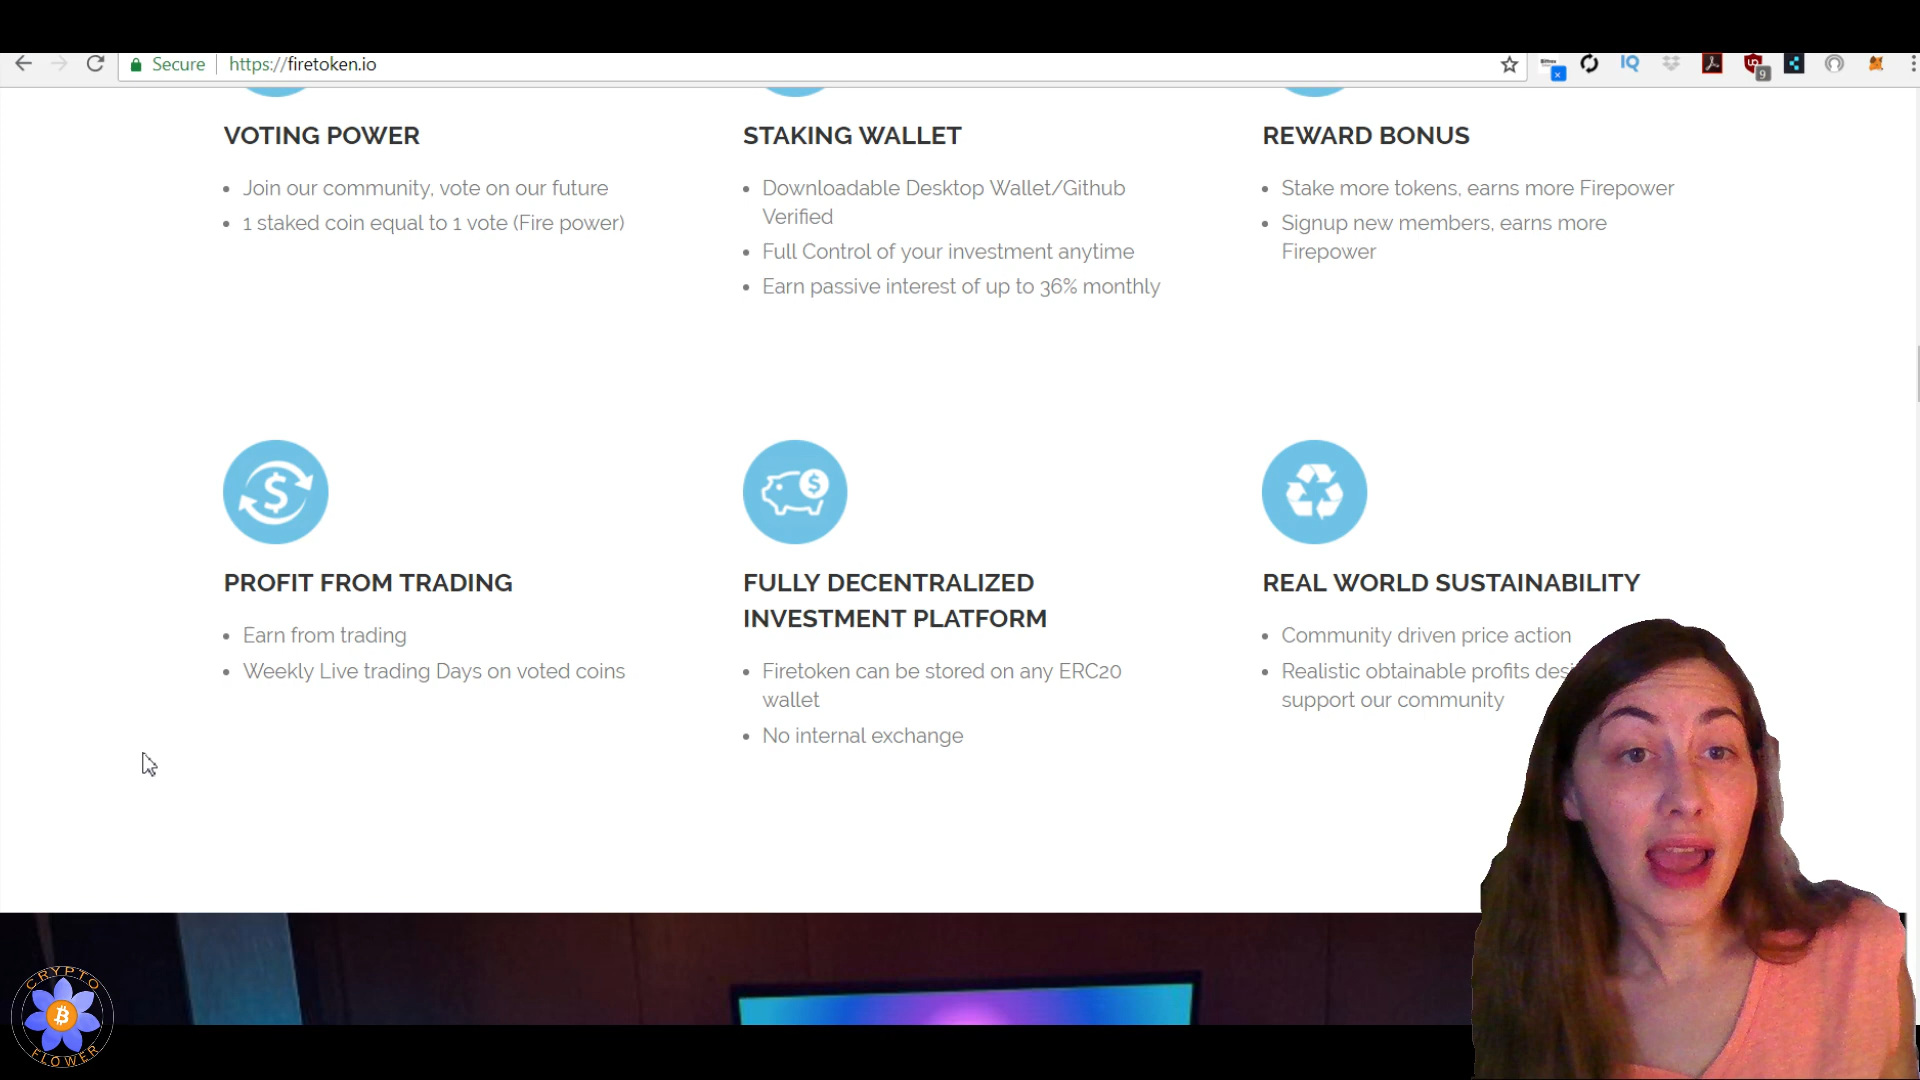 Secure
https://firetoken.io
IQ
9
VOTING POWER
Join our community, vote on our future
1 staked coin equal to 1 vote (Fire power)
STAKING WALLET
Downloadable Desktop Wallet/Github
Verified
Full Control of your investment anytime
Earn passive interest of up to 36% monthly
REWARD BONUS
Stake more tokens, earns more Firepower
Signup new members, earns more
Firepower
PROFIT FROM TRADING
Earn from trading
Weekly Live trading Days on voted coins
FULLY DECENTRALIZED
INVESTMENT PLATFORM
Firetoken can be stored on any ERC20
wallet
No internal exchange
REAL WORLD SUSTAINABILITY
Community driven price action
Realistic obtainable profits
support our community
CRYPTO
FLOWER